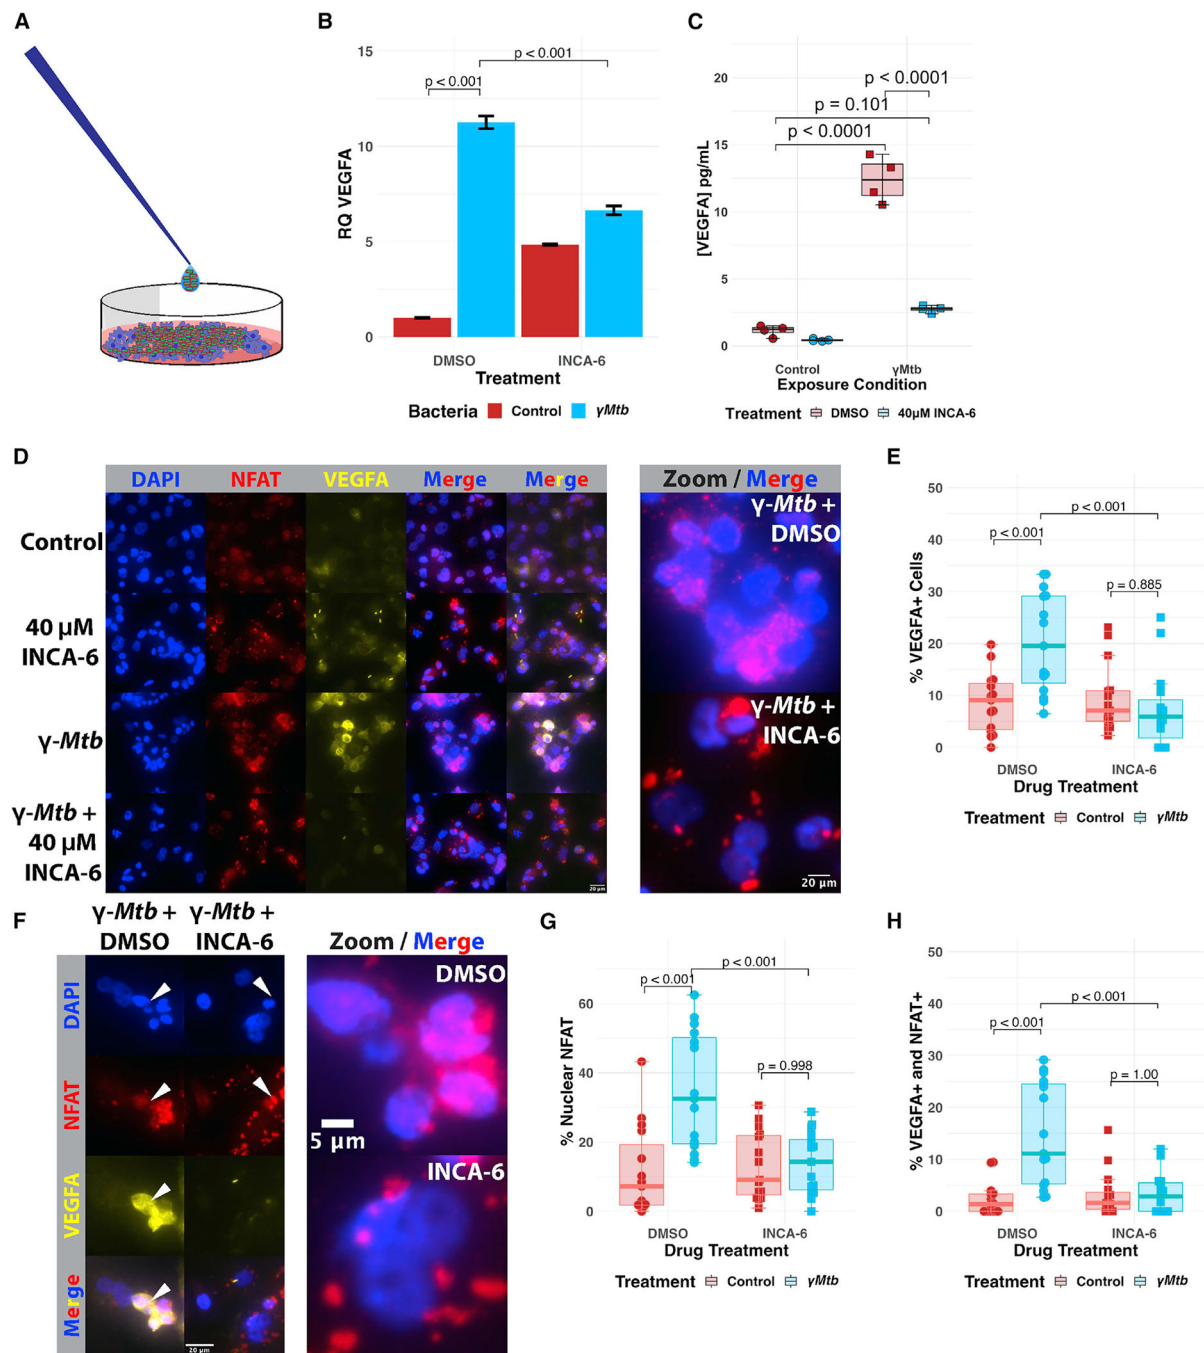 A
B
15
10
5
0
RQ VEGFA
p < 0.001
p < 0.001
DMSO
INCA-6
Treatment
Bacteria
Control
γMtb
C
20
15
10
5
0
[VEGFA] pg/mL
p < 0.0001
p = 0.101
p < 0.0001
Control
γMtb
Exposure Condition
Treatment
DMSO
40µM INCA-6
D
DAPI
NFAT
VEGFA
Merge
Merge
Control
40 µM
INCA-6
γ-Mtb
γ-Mtb +
40 µM
INCA-6
20 µm
Zoom / Merge
γ-Mtb +
DMSO
γ-Mtb +
INCA-6
20 µm
E
50
40
30
20
10
0
% VEGFA+ Cells
p < 0.001
p < 0.001
p = 0.885
DMSO
INCA-6
Drug Treatment
Treatment
Control
γMtb
F
γ-Mtb +
DMSO
γ-Mtb +
INCA-6
DAPI
NFAT
VEGFA
Merge
20 µm
Zoom / Merge
DMSO
5 µm
INCA-6
G
60
40
20
0
% Nuclear NFAT
p < 0.001
p < 0.001
p = 0.998
DMSO
INCA-6
Drug Treatment
Treatment
Control
γMtb
H
50
40
30
20
10
0
% VEGFA+ and NFAT+
p < 0.001
p < 0.001
p = 1.00
DMSO
INCA-6
Drug Treatment
Treatment
Control
γMtb